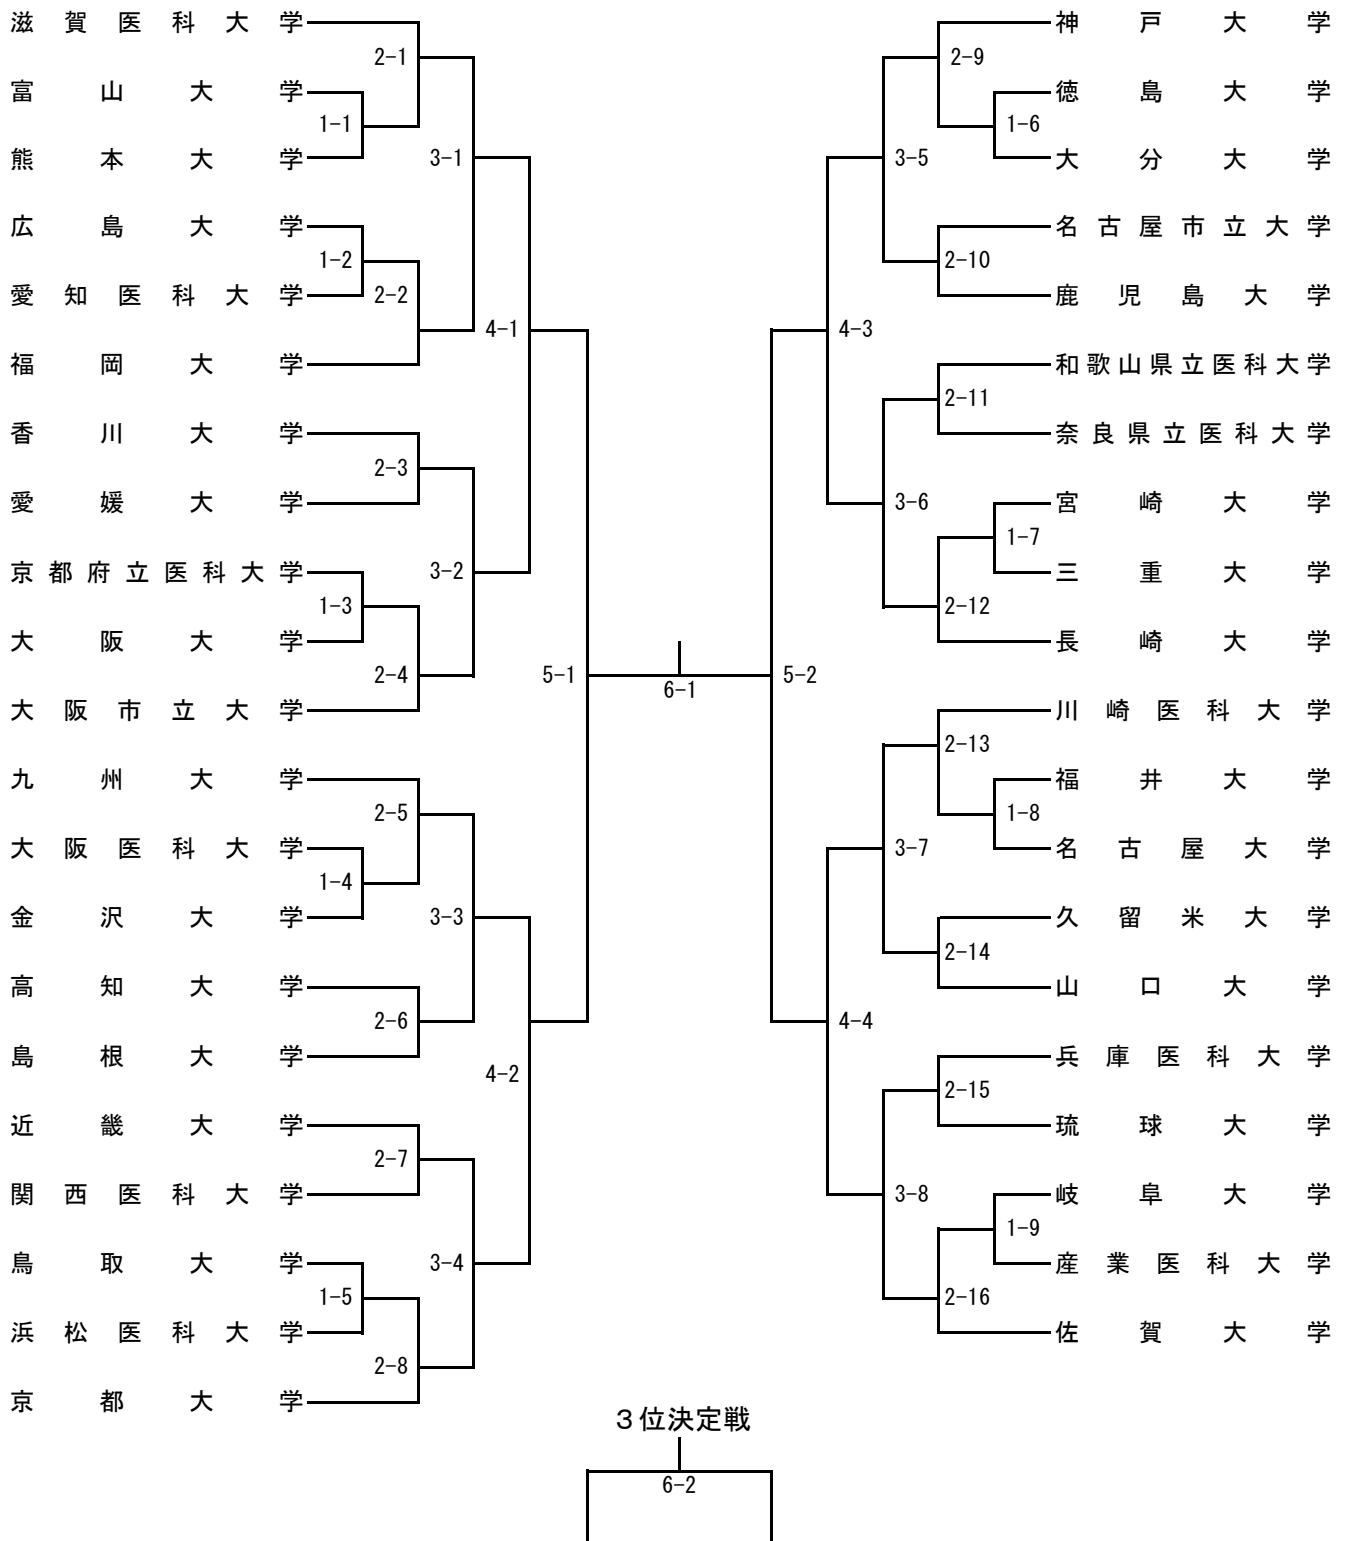 滋賀医科大学 神戸大学
2-1 2-9
富山大学 徳島大学
1-1 1-6
熊本大学 3-1 3-5 大分大学
広島大学 名古屋市立大学
1-2 2-10
愛知医科大学 2-2 鹿児島大学
4-1 4-3
福岡大学 和歌山県立医科大学
2-11
香川大学 奈良県立医科大学
2-3
愛媛大学 3-6 宮崎大学
1-7
京都府立医科大学 3-2 三重大学
1-3 2-12
大阪大学 長崎大学
2-4 5-1 6-1 5-2
大阪市立大学 川崎医科大学
2-13
九州大学 福井大学
2-5 1-8
大阪医科大学 3-7 名古屋大学
1-4
金沢大学 3-3 久留米大学
2-14
高知大学 山口大学
2-6 4-4
島根大学 兵庫医科大学
4-2 2-15
近畿大学 琉球大学
2-7
関西医科大学 3-8 岐阜大学
1-9
鳥取大学 3-4 産業医科大学
1-5 2-16
浜松医科大学 佐賀大学
2-8
京都大学
3位決定戦
6-2